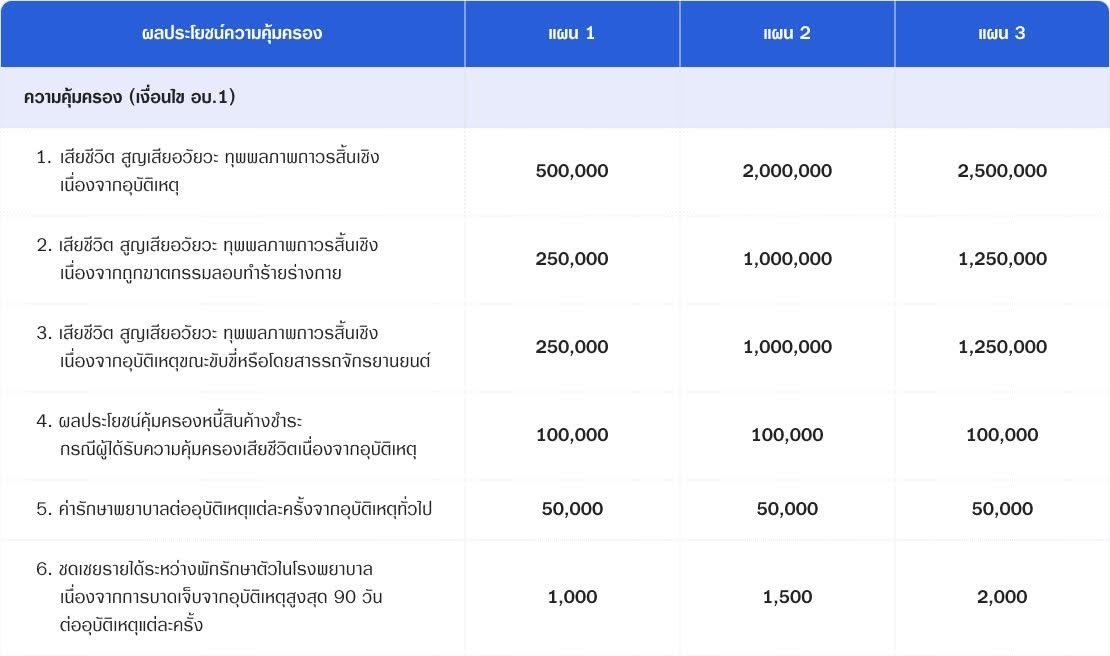 ผลประโยชน์ความคุ้มครอง แผน 1 แผน 2 แผน 3
ความคุ้มครอง (เงื่อนไข อบ.1)
1. เสียชีวิต สูญเสียอวัยวะ ทุพพลภาพถาวรสิ้นเชิง
เนื่องจากอุบัติเหตุ
500,000 2,000,000 2,500,000
2. เสียชีวิต สูญเสียอวัยวะ ทุพพลภาพถาวรสิ้นเชิง
เนื่องจากถูกฆาตกรรมลอบทำร้ายร่างกาย
250,000 1,000,000 1,250,000
3. เสียชีวิต สูญเสียอวัยวะ ทุพพลภาพถาวรสิ้นเชิง
เนื่องจากอุบัติเหตุขณะขับขี่หรือโดยสารรถจักรยานยนต์
250,000 1,000,000 1,250,000
4. ผลประโยชน์คุ้มครองหนี้สินค้างชำระ
กรณีผู้ได้รับความคุ้มครองเสียชีวิตเนื่องจากอุบัติเหตุ
100,000 100,000 100,000
5. ค่ารักษาพยาบาลต่ออุบัติเหตุแต่ละครั้งจากอุบัติเหตุทั่วไป 50,000 50,000 50,000
6. ชดเชยรายได้ระหว่างพักรักษาตัวในโรงพยาบาล
เนื่องจากการบาดเจ็บจากอุบัติเหตุสูงสุด 90 วัน
ต่ออุบัติเหตุแต่ละครั้ง
1,000 1,500 2,000